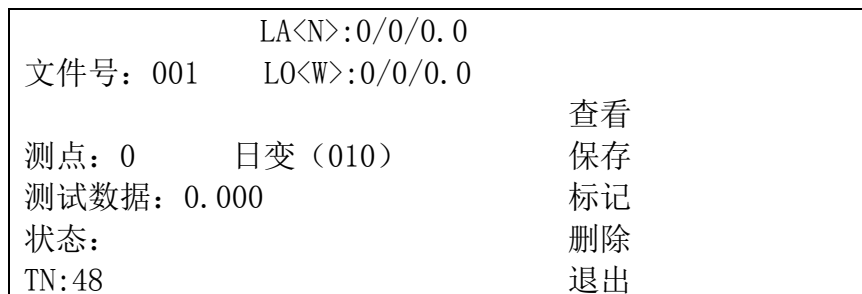 LA<N>:0/0/0.0
文件号：001 LO<W>:0/0/0.0
查看
测点：0 日变（010） 保存
测试数据：0.000 标记
状态： 删除
TN:48 退出